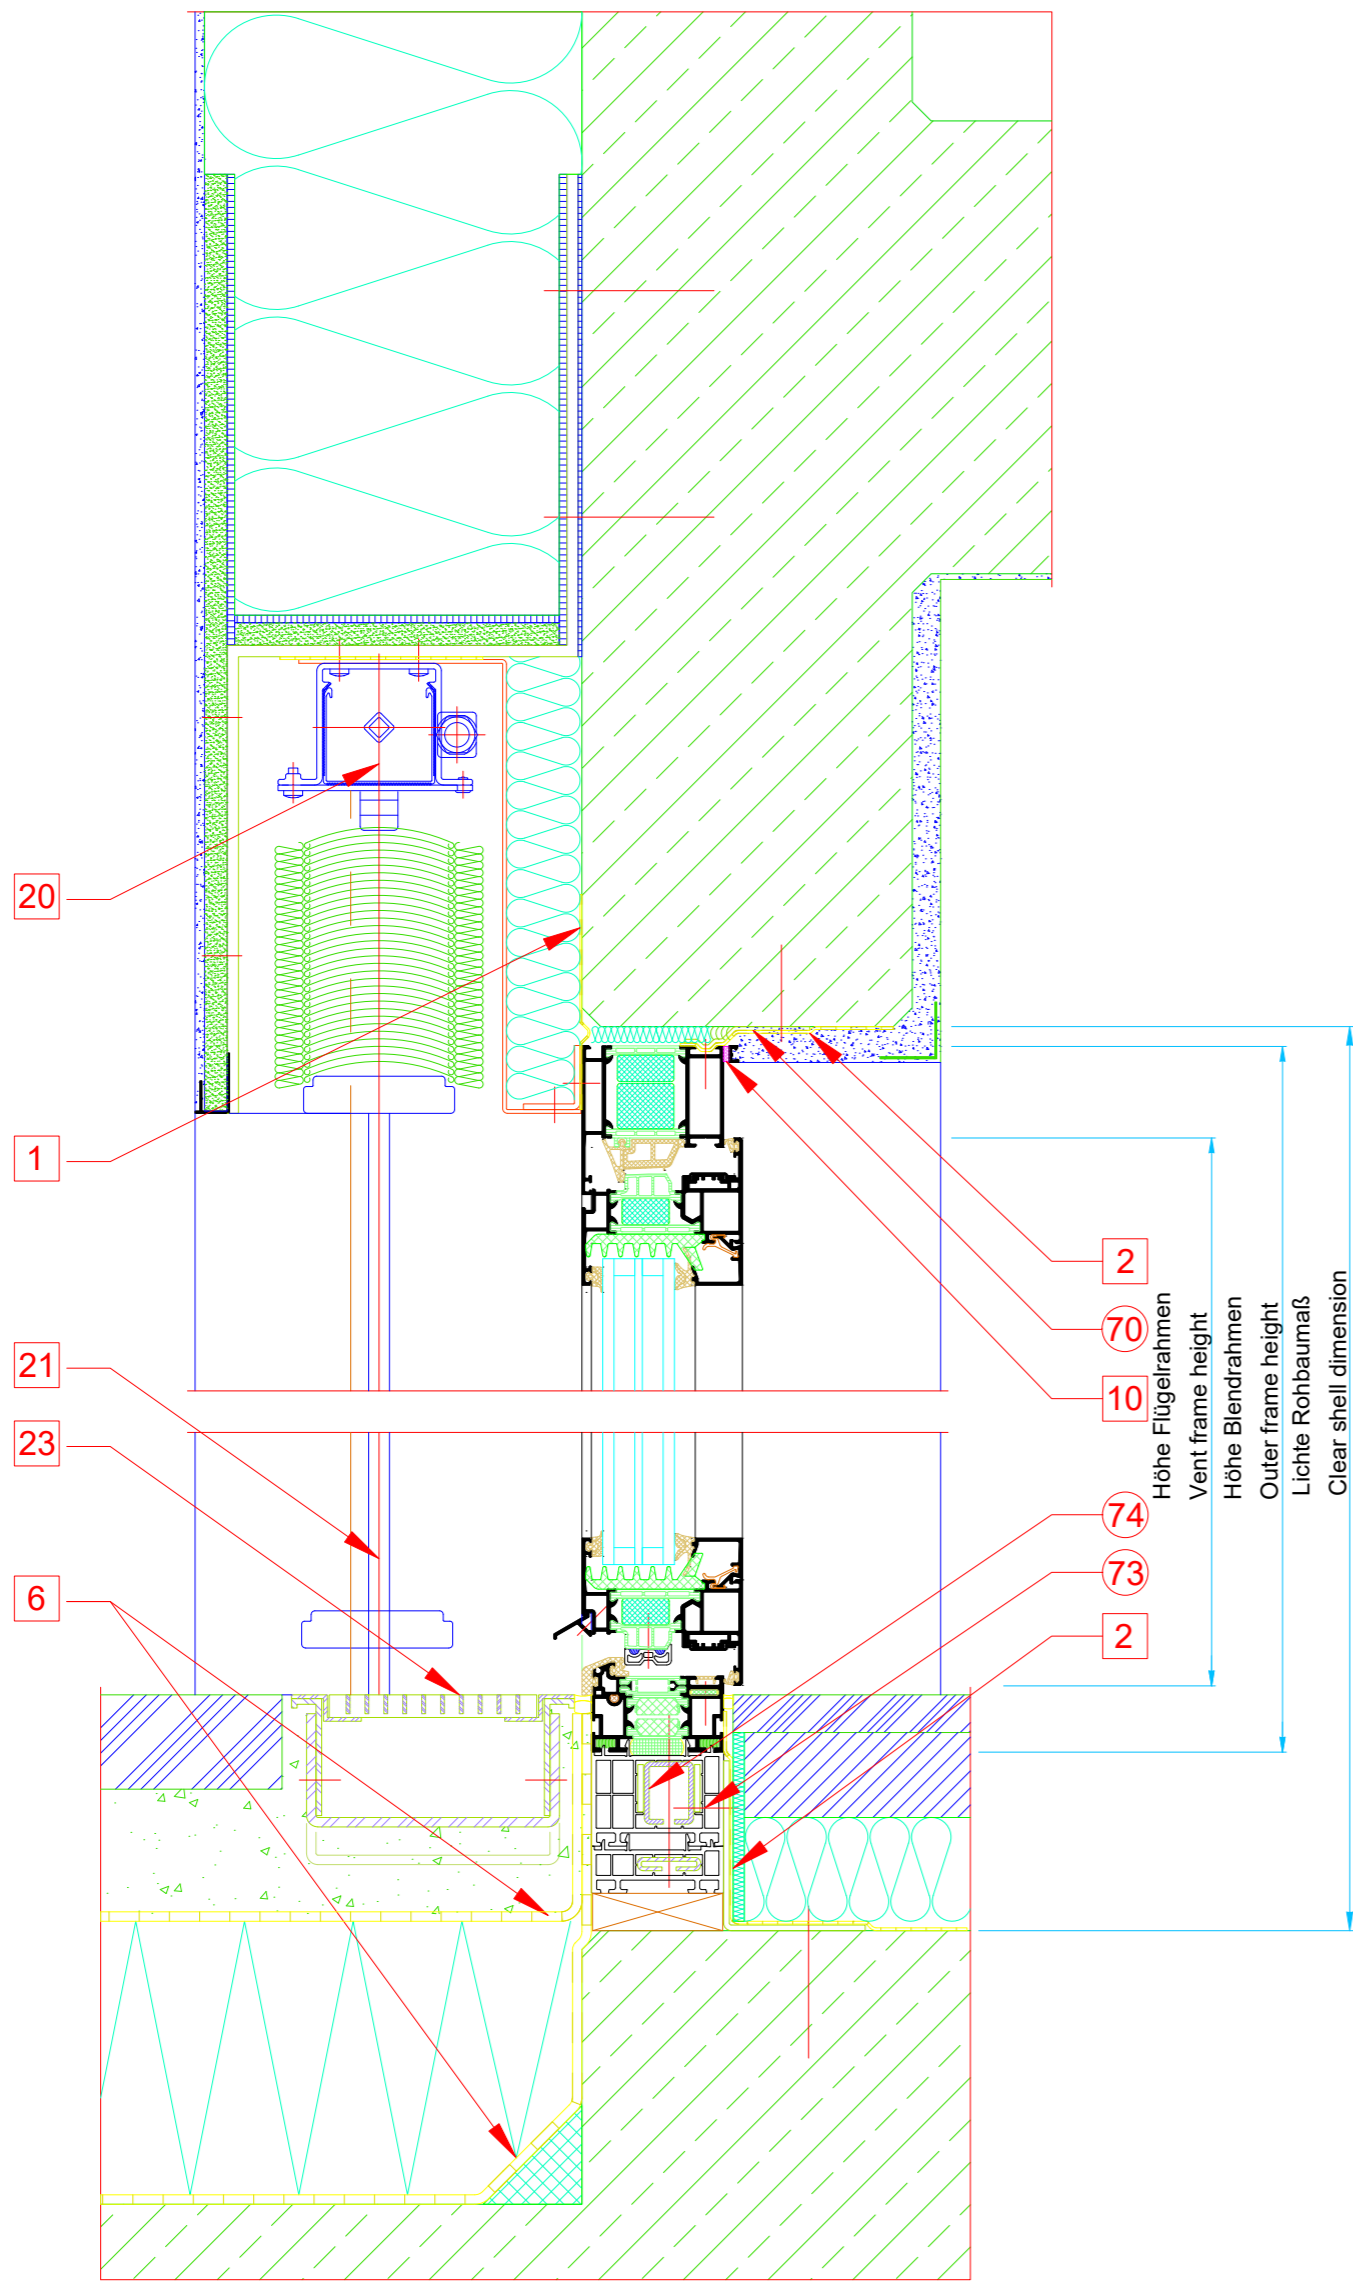 20
1
21
23
6
2
70
10
74
73
2
Höhe Flügelrahmen
Vent frame height
Höhe Blendrahmen
Outer frame height
Lichte Rohbaumaß
Clear shell dimension